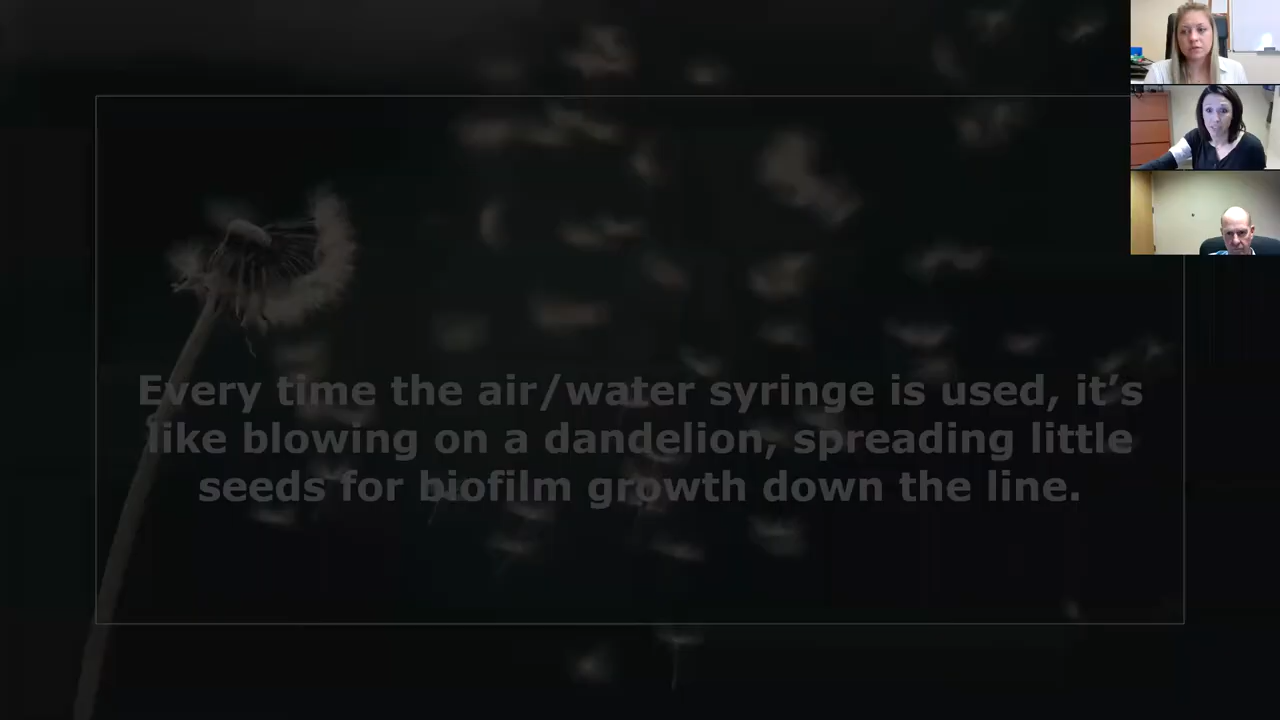 Every time the air/water syringe is used, it’s
like blowing on a dandelion, spreading little
seeds for biofilm growth down the line.